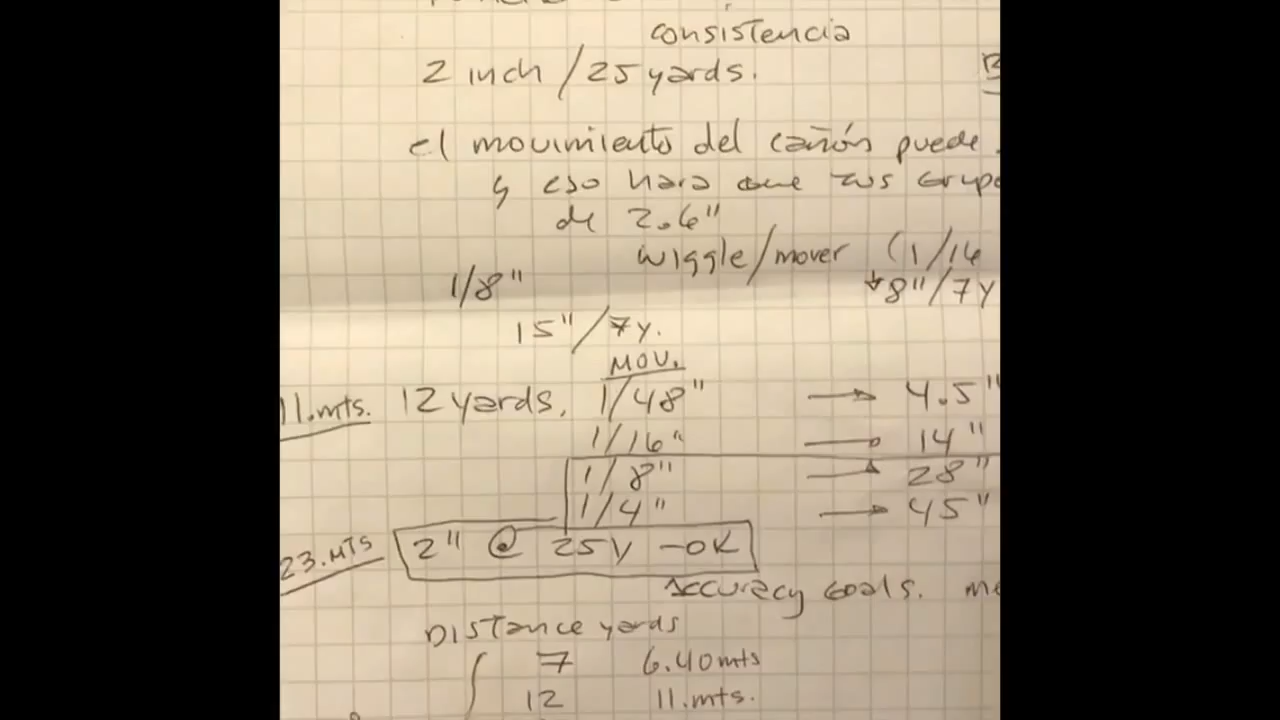 consistencia
2 inch / 25 yards.
el movimiento del cañón puede
y eso hara que tus Grupo
de 2.6"
wiggle/mover (1/16
1/8"
8"/7Y
15"/7y.
MOV.
11.mts. 12 yards. 1/48" → 4.5"
1/16" → 14"
1/8" → 28"
1/4" → 45"
23.MTS 2" @ 25Y -OK
Accuracy Goals.
Distance yards
7 6.40mts
12 11.mts.